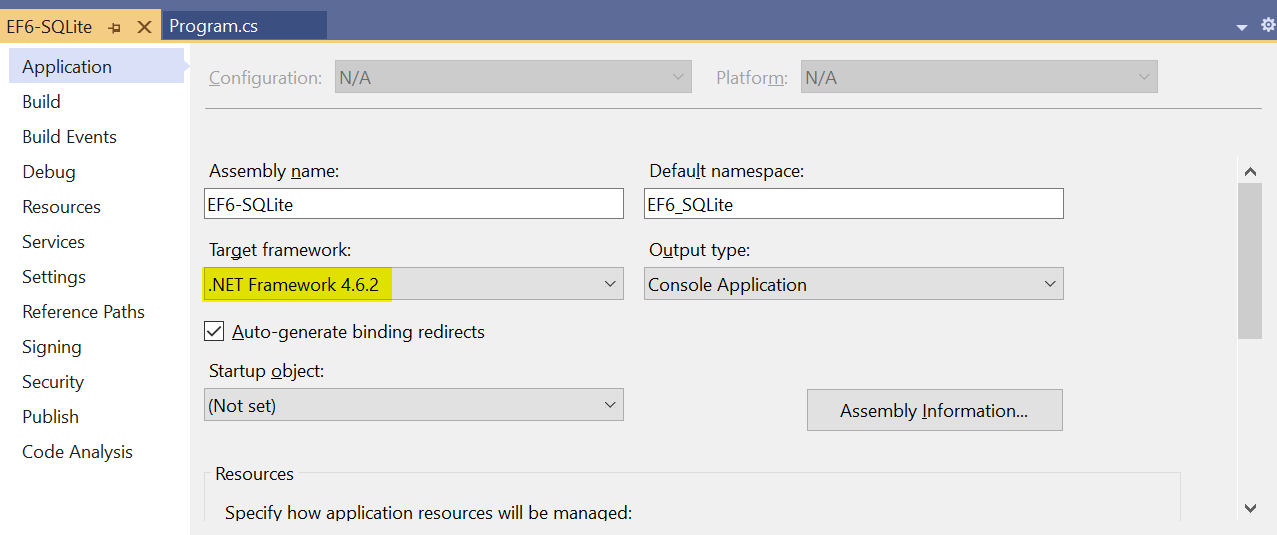 EF6-SQLite
Program.cs
Application
Build
Build Events
Debug
Resources
Services
Settings
Reference Paths
Signing
Security
Publish
Code Analysis
Configuration: N/A Platform: N/A
Assembly name: Default namespace:
EF6-SQLite EF6_SQLite
Target framework: Output type:
.NET Framework 4.6.2 Console Application
Auto-generate binding redirects
Startup object:
(Not set) Assembly Information...
Resources
Specify how application resources will be managed: